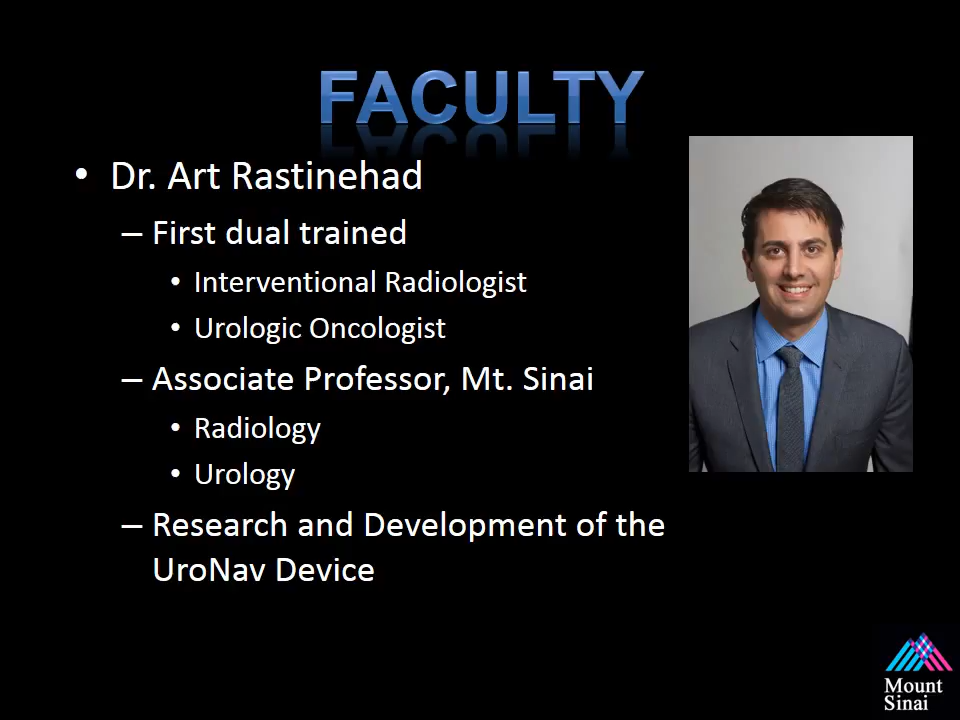 FACULTY
• Dr. Art Rastinehad
– First dual trained
• Interventional Radiologist
• Urologic Oncologist
– Associate Professor, Mt. Sinai
• Radiology
• Urology
– Research and Development of the
UroNav Device
Mount
Sinai